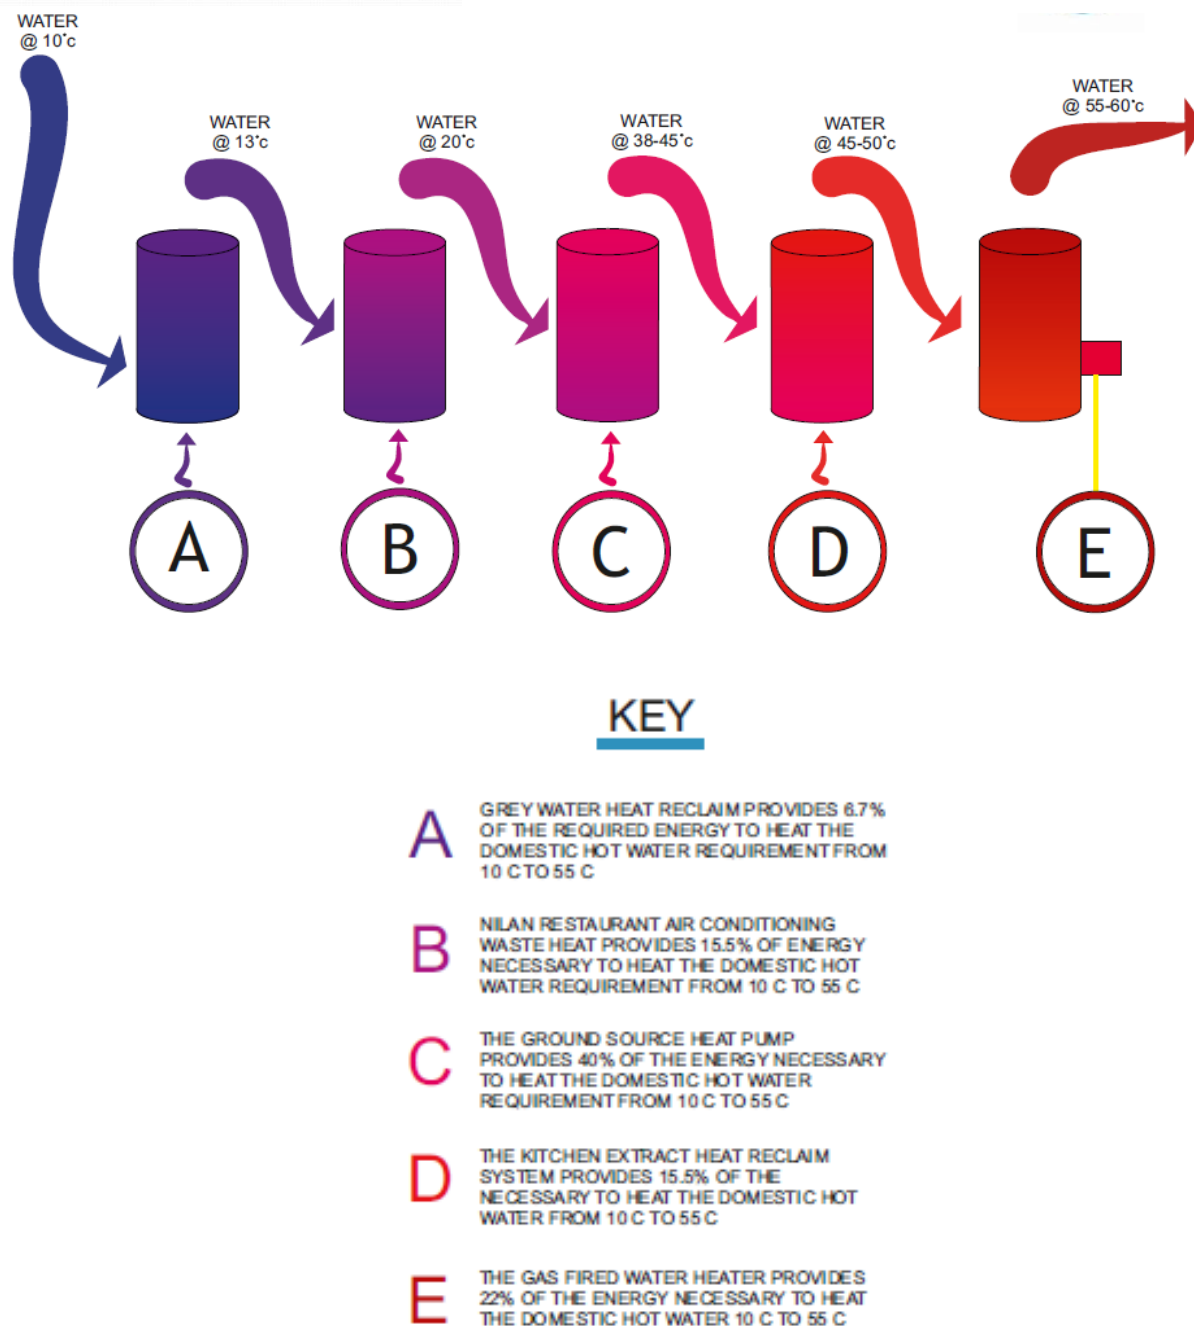 WATER
@ 10°c
WATER
@ 13°c
WATER
@ 20°c
WATER
@ 38-45°c
WATER
@ 45-50°c
WATER
@ 55-60°c
A
B
C
D
E
KEY
A
GREY WATER HEAT RECLAIM PROVIDES 6.7%
OF THE REQUIRED ENERGY TO HEAT THE
DOMESTIC HOT WATER REQUIREMENT FROM
10 C TO 55 C
B
NILAN RESTAURANT AIR CONDITIONING
WASTE HEAT PROVIDES 15.5% OF ENERGY
NECESSARY TO HEAT THE DOMESTIC HOT
WATER REQUIREMENT FROM 10 C TO 55 C
C
THE GROUND SOURCE HEAT PUMP
PROVIDES 40% OF THE ENERGY NECESSARY
TO HEAT THE DOMESTIC HOT WATER
REQUIREMENT FROM 10 C TO 55 C
D
THE KITCHEN EXTRACT HEAT RECLAIM
SYSTEM PROVIDES 15.5% OF THE
NECESSARY TO HEAT THE DOMESTIC HOT
WATER FROM 10 C TO 55 C
E
THE GAS FIRED WATER HEATER PROVIDES
22% OF THE ENERGY NECESSARY TO HEAT
THE DOMESTIC HOT WATER 10 C TO 55 C